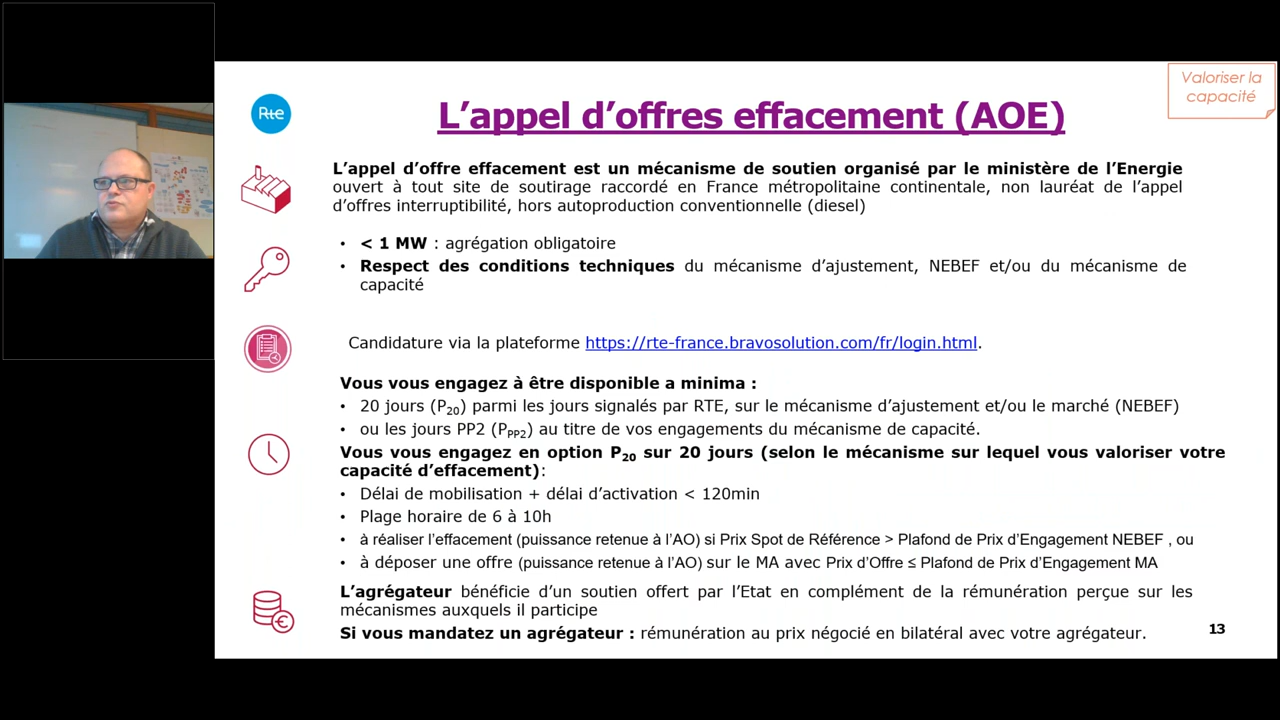 Valoriser la
capacité
Rte
L'appel d'offres effacement (AOE)
L'appel d'offre effacement est un mécanisme de soutien organisé par le ministère de l'Energie
ouvert à tout site de soutirage raccordé en France métropolitaine continentale, non lauréat de l'appel
d'offres interruptibilité, hors autoproduction conventionnelle (diesel)
• < 1 MW : agrégation obligatoire
• Respect des conditions techniques du mécanisme d'ajustement, NEBEF et/ou du mécanisme de
capacité
Candidature via la plateforme https://rte-france.bravosolution.com/fr/login.html.
Vous vous engagez à être disponible a minima :
• 20 jours (P20) parmi les jours signalés par RTE, sur le mécanisme d'ajustement et/ou le marché (NEBEF)
• ou les jours PP2 (PPP2) au titre de vos engagements du mécanisme de capacité.
Vous vous engagez en option P20 sur 20 jours (selon le mécanisme sur lequel vous valoriser votre
capacité d'effacement):
• Délai de mobilisation + délai d'activation < 120min
• Plage horaire de 6 à 10h
• à réaliser l'effacement (puissance retenue à l'AO) si Prix Spot de Référence > Plafond de Prix d'Engagement NEBEF , ou
• à déposer une offre (puissance retenue à l'AO) sur le MA avec Prix d'Offre ≤ Plafond de Prix d'Engagement MA
L'agrégateur bénéficie d'un soutien offert par l'Etat en complément de la rémunération perçue sur les
mécanismes auxquels il participe
Si vous mandatez un agrégateur : rémunération au prix négocié en bilatéral avec votre agrégateur.
13